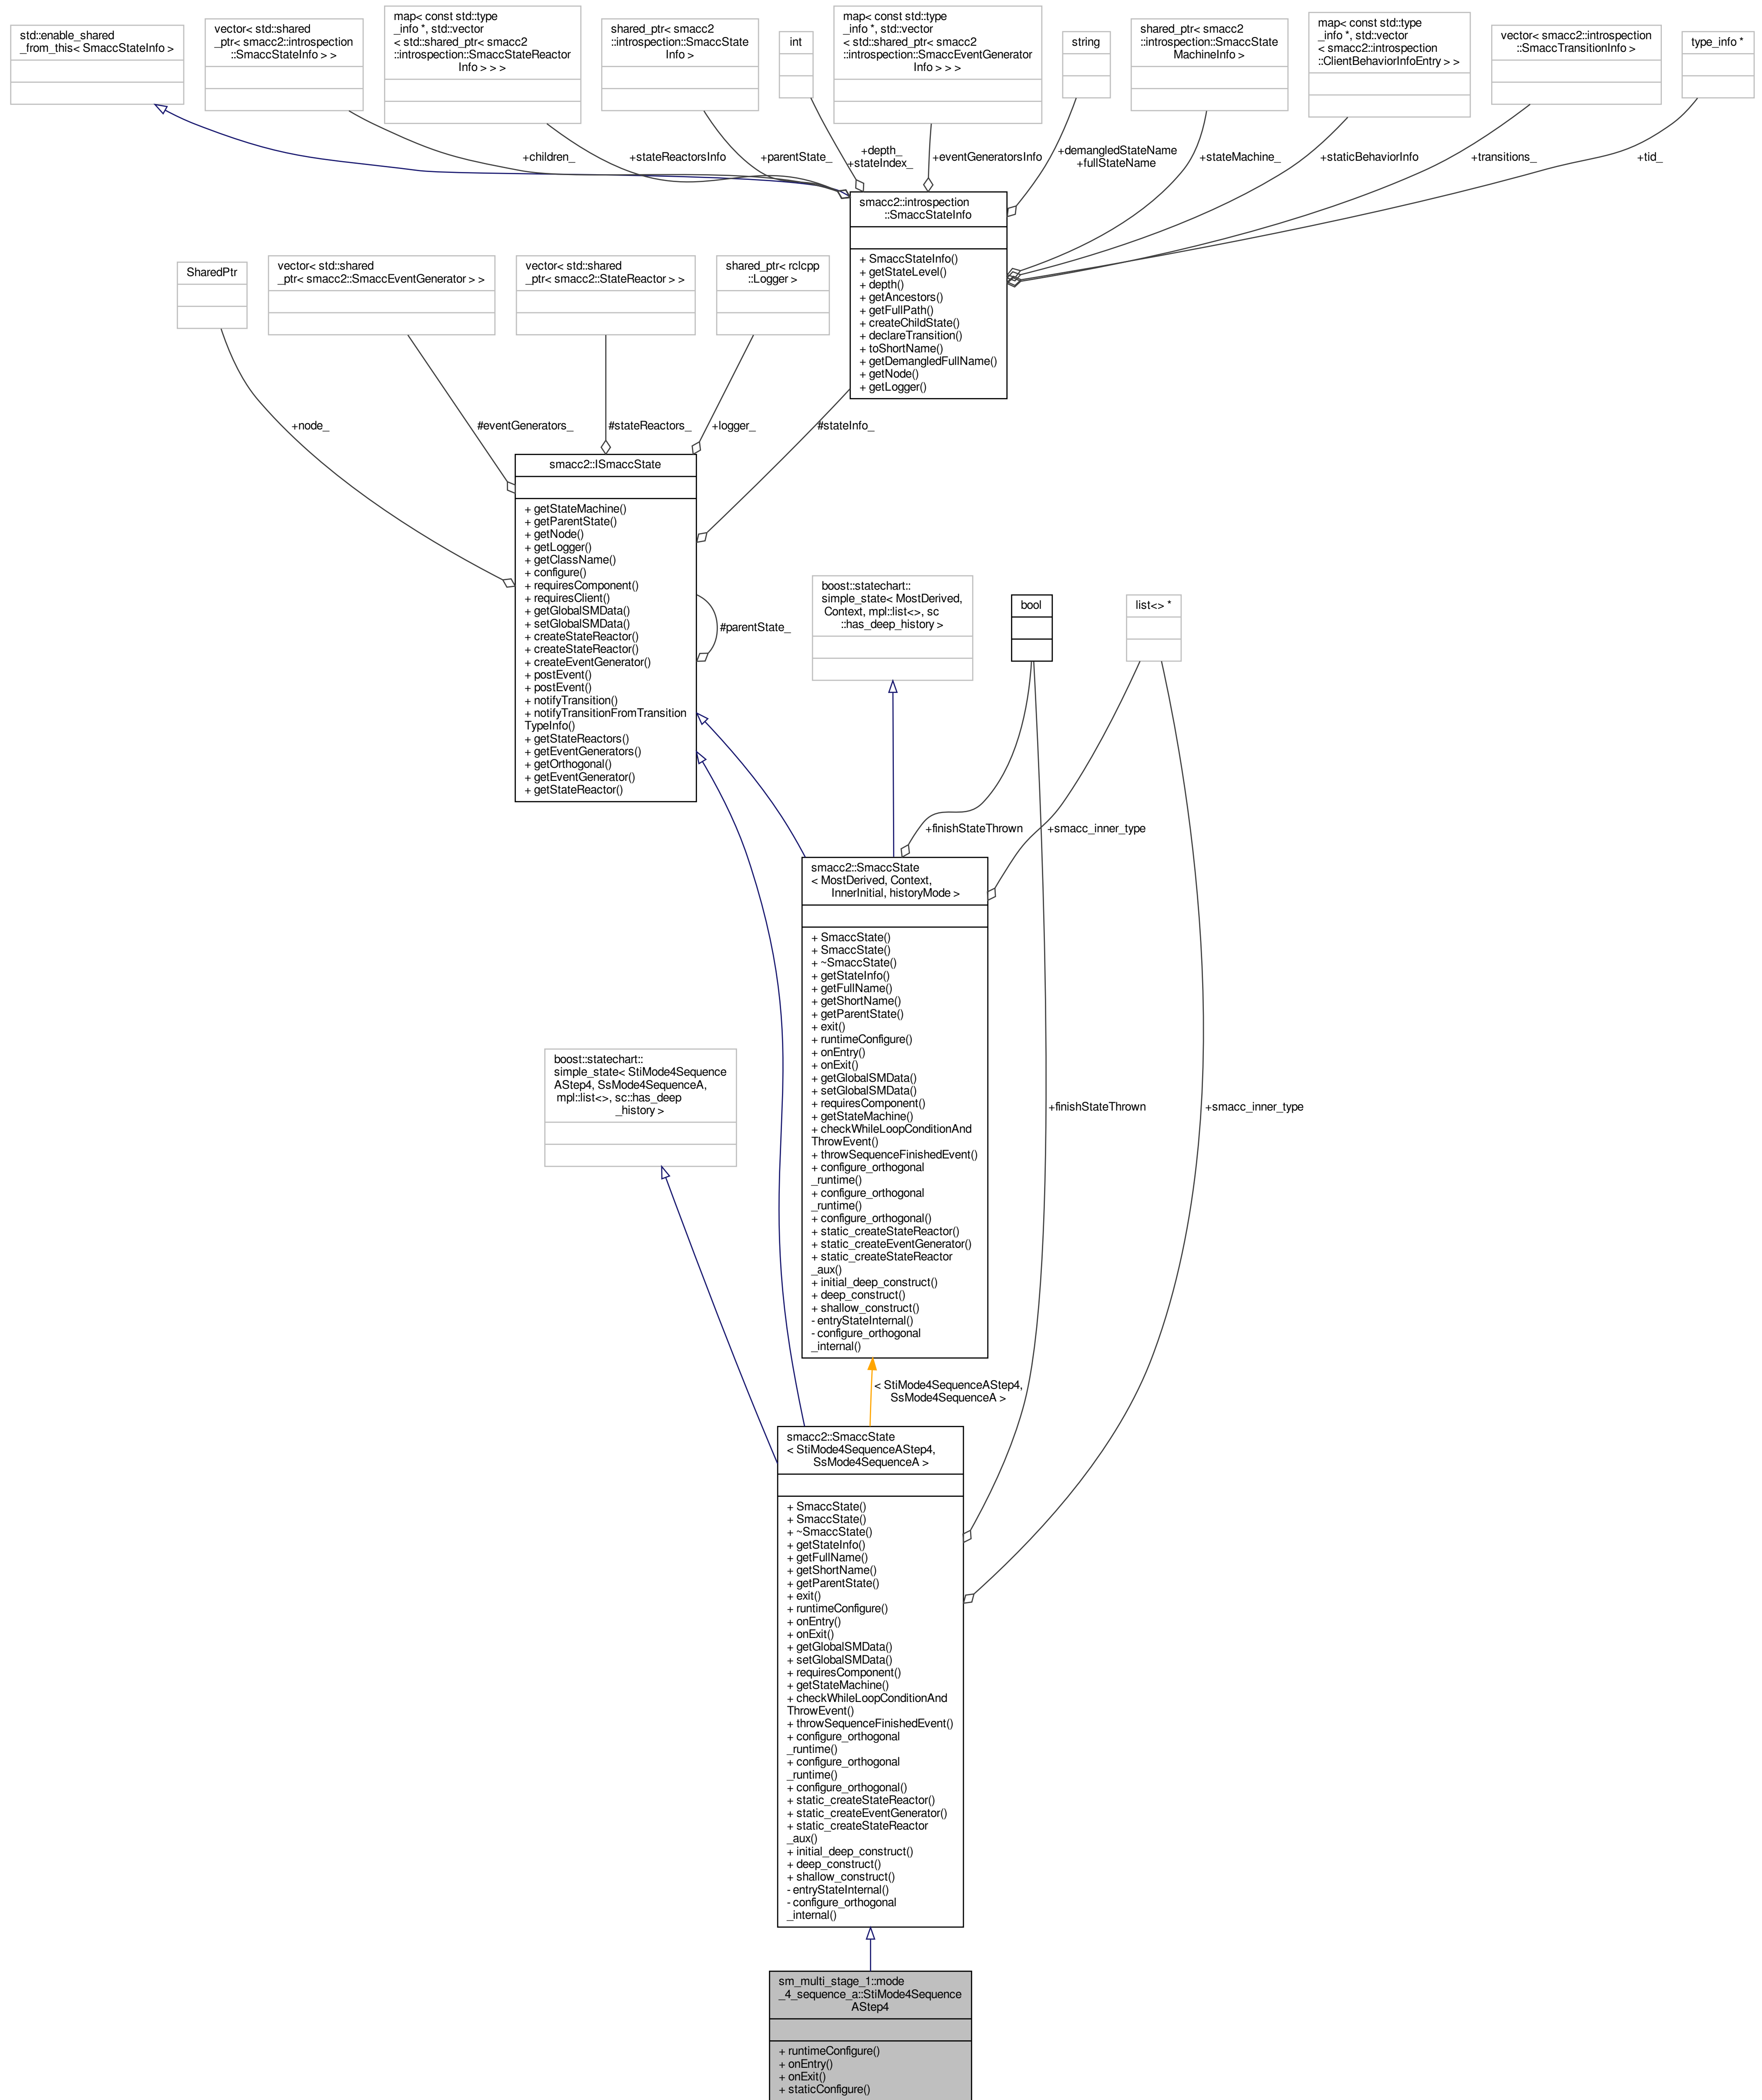 std::enable_shared
_from_this< SmaccStateInfo >
vector< std::shared
_ptr< smacc2::introspection
::SmaccStateInfo > >
map< const std::type
_info *, std::vector
< std::shared_ptr< smacc2
::introspection::SmaccStateReactor
Info > > >
shared_ptr< smacc2
::introspection::SmaccState
Info >
int
map< const std::type
_info *, std::vector
< std::shared_ptr< smacc2
::introspection::SmaccEventGenerator
Info > > >
string
shared_ptr< smacc2
::introspection::SmaccState
MachineInfo >
map< const std::type
_info *, std::vector
< smacc2::introspection
::ClientBehaviorInfoEntry > >
vector< smacc2::introspection
::SmaccTransitionInfo >
type_info *
+children_
+stateReactorsInfo
+parentState_
+depth_
+stateIndex_
+eventGeneratorsInfo
+demangledStateName
+fullStateName
+stateMachine_
+staticBehaviorInfo
+transitions_
+tid_
smacc2::introspection
::SmaccStateInfo
+ SmaccStateInfo()
+ getStateLevel()
+ depth()
+ getAncestors()
+ getFullPath()
+ createChildState()
+ declareTransition()
+ toShortName()
+ getDemangledFullName()
+ getNode()
+ getLogger()
SharedPtr
vector< std::shared
_ptr< smacc2::SmaccEventGenerator > >
vector< std::shared
_ptr< smacc2::StateReactor > >
shared_ptr< rclcpp
::Logger >
+node_
#eventGenerators_
#stateReactors_
+logger_
#stateInfo_
smacc2::ISmaccState
+ getStateMachine()
+ getParentState()
+ getNode()
+ getLogger()
+ getClassName()
+ configure()
+ requiresComponent()
+ requiresClient()
+ getGlobalSMData()
+ setGlobalSMData()
+ createStateReactor()
+ createStateReactor()
+ createEventGenerator()
+ postEvent()
+ postEvent()
+ notifyTransition()
+ notifyTransitionFromTransition
TypeInfo()
+ getStateReactors()
+ getEventGenerators()
+ getOrthogonal()
+ getEventGenerator()
+ getStateReactor()
#parentState_
boost::statechart::
simple_state< MostDerived,
Context, mpl::list<>, sc
::has_deep_history >
bool
list<> *
+finishStateThrown
+smacc_inner_type
smacc2::SmaccState
< MostDerived, Context,
InnerInitial, historyMode >
+ SmaccState()
+ SmaccState()
+ ~SmaccState()
+ getStateInfo()
+ getFullName()
+ getShortName()
+ getParentState()
+ exit()
+ runtimeConfigure()
+ onEntry()
+ onExit()
+ getGlobalSMData()
+ setGlobalSMData()
+ requiresComponent()
+ getStateMachine()
+ checkWhileLoopConditionAnd
ThrowEvent()
+ throwSequenceFinishedEvent()
+ configure_orthogonal
_runtime()
+ configure_orthogonal
_runtime()
+ configure_orthogonal()
+ static_createStateReactor()
+ static_createEventGenerator()
+ static_createStateReactor
_aux()
+ initial_deep_construct()
+ deep_construct()
+ shallow_construct()
- entryStateInternal()
- configure_orthogonal
_internal()
boost::statechart::
simple_state< StiMode4Sequence
AStep4, SsMode4SequenceA,
mpl::list<>, sc::has_deep
_history >
+finishStateThrown
+smacc_inner_type
< StiMode4SequenceAStep4,
SsMode4SequenceA >
smacc2::SmaccState
< StiMode4SequenceAStep4,
SsMode4SequenceA >
+ SmaccState()
+ SmaccState()
+ ~SmaccState()
+ getStateInfo()
+ getFullName()
+ getShortName()
+ getParentState()
+ exit()
+ runtimeConfigure()
+ onEntry()
+ onExit()
+ getGlobalSMData()
+ setGlobalSMData()
+ requiresComponent()
+ getStateMachine()
+ checkWhileLoopConditionAnd
ThrowEvent()
+ throwSequenceFinishedEvent()
+ configure_orthogonal
_runtime()
+ configure_orthogonal
_runtime()
+ configure_orthogonal()
+ static_createStateReactor()
+ static_createEventGenerator()
+ static_createStateReactor
_aux()
+ initial_deep_construct()
+ deep_construct()
+ shallow_construct()
- entryStateInternal()
- configure_orthogonal
_internal()
sm_multi_stage_1::mode
_4_sequence_a::StiMode4Sequence
AStep4
+ runtimeConfigure()
+ onEntry()
+ onExit()
+ staticConfigure()